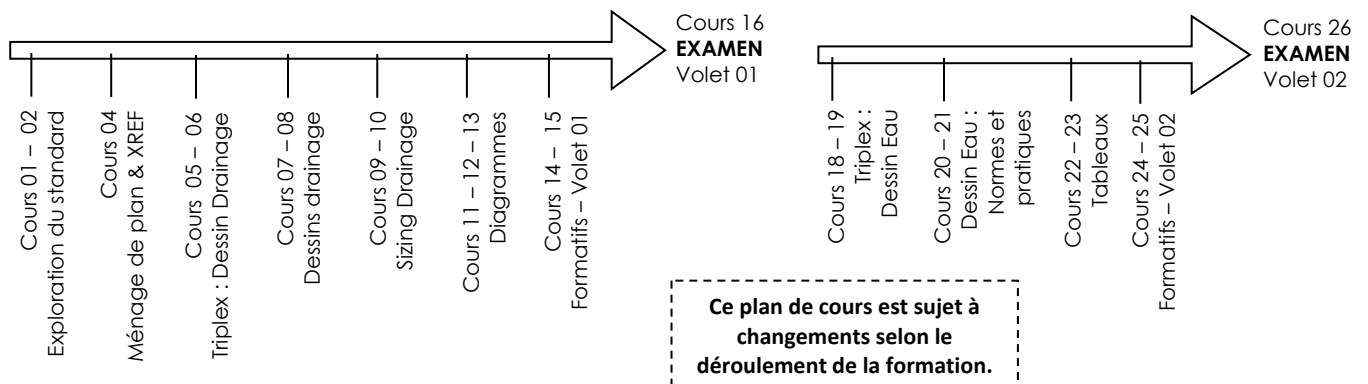 Cours 16
EXAMEN
Volet 01
Cours 01 – 02
Exploration du standard
Cours 04
Ménage de plan & XREF
Cours 05 – 06
Triplex : Dessin Drainage
Cours 07 – 08
Dessins drainage
Cours 09 – 10
Sizing Drainage
Cours 11 – 12 – 13
Diagrammes
Cours 14 – 15
Formatifs – Volet 01
Cours 26
EXAMEN
Volet 02
Cours 18 – 19
Triplex :
Dessin Eau
Cours 20 – 21
Dessin Eau :
Normes et
pratiques
Cours 22 – 23
Tableaux
Cours 24 – 25
Formatifs – Volet 02
Ce plan de cours est sujet à
changements selon le
déroulement de la formation.